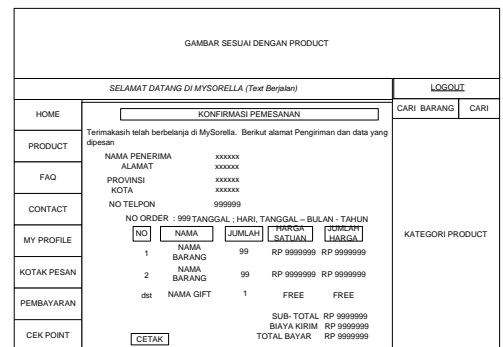 GAMBAR SESUAI DENGAN PRODUCT
SELAMAT DATANG DI MYSORELLA (Text Berjalan)
LOGOUT
HOME
PRODUCT
FAQ
CONTACT
MY PROFILE
KOTAK PESAN
PEMBAYARAN
CEK POINT
KONFIRMASI PEMESANAN
Terimakasih telah berbelanja di MySorella. Berikut alamat Pengiriman dan data yang
dipesan
NAMA PENERIMA xxxxxx
ALAMAT xxxxxx
PROVINSI xxxxxx
KOTA xxxxxx
NO TELPON 999999
NO ORDER : 999 TANGGAL ; HARI, TANGGAL – BULAN - TAHUN
NO NAMA JUMLAH HARGA SATUAN JUMLAH HARGA
1 NAMA BARANG 99 RP 9999999 RP 9999999
2 NAMA BARANG 99 RP 9999999 RP 9999999
dst NAMA GIFT 1 FREE FREE
SUB- TOTAL RP 9999999
BIAYA KIRIM RP 9999999
TOTAL BAYAR RP 9999999
CETAK
CARI BARANG CARI
KATEGORI PRODUCT